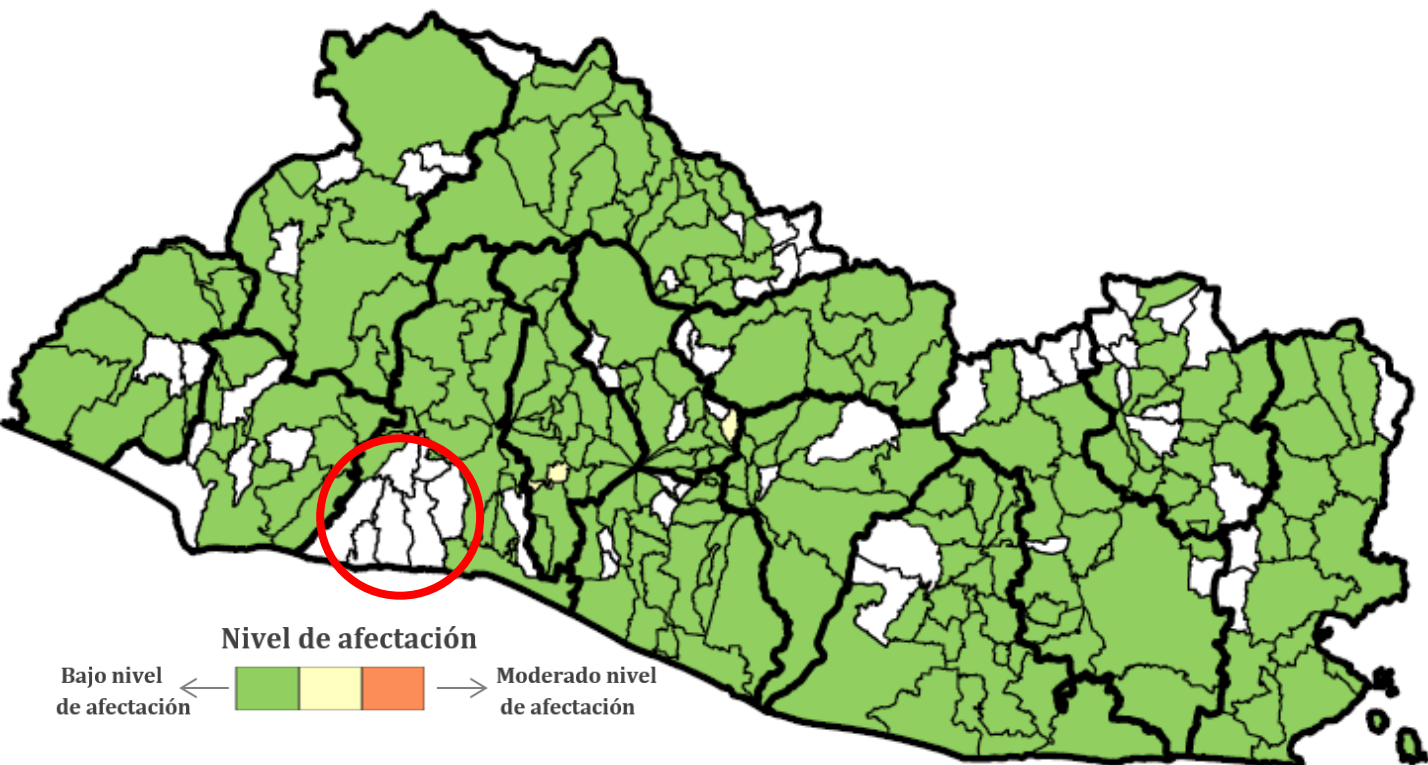 Nivel de afectación
Bajo nivel
de afectación
Moderado nivel
de afectación